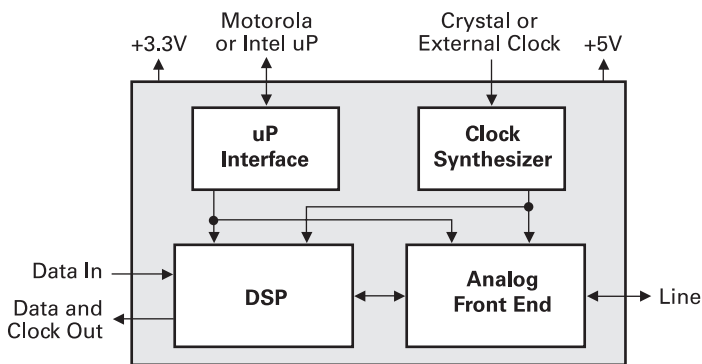 Motorola
or Intel uP
Crystal or
External Clock
+3.3V
+5V
uP
Interface
Clock
Synthesizer
Data In
DSP
Analog
Front End
Line
Data and
Clock Out